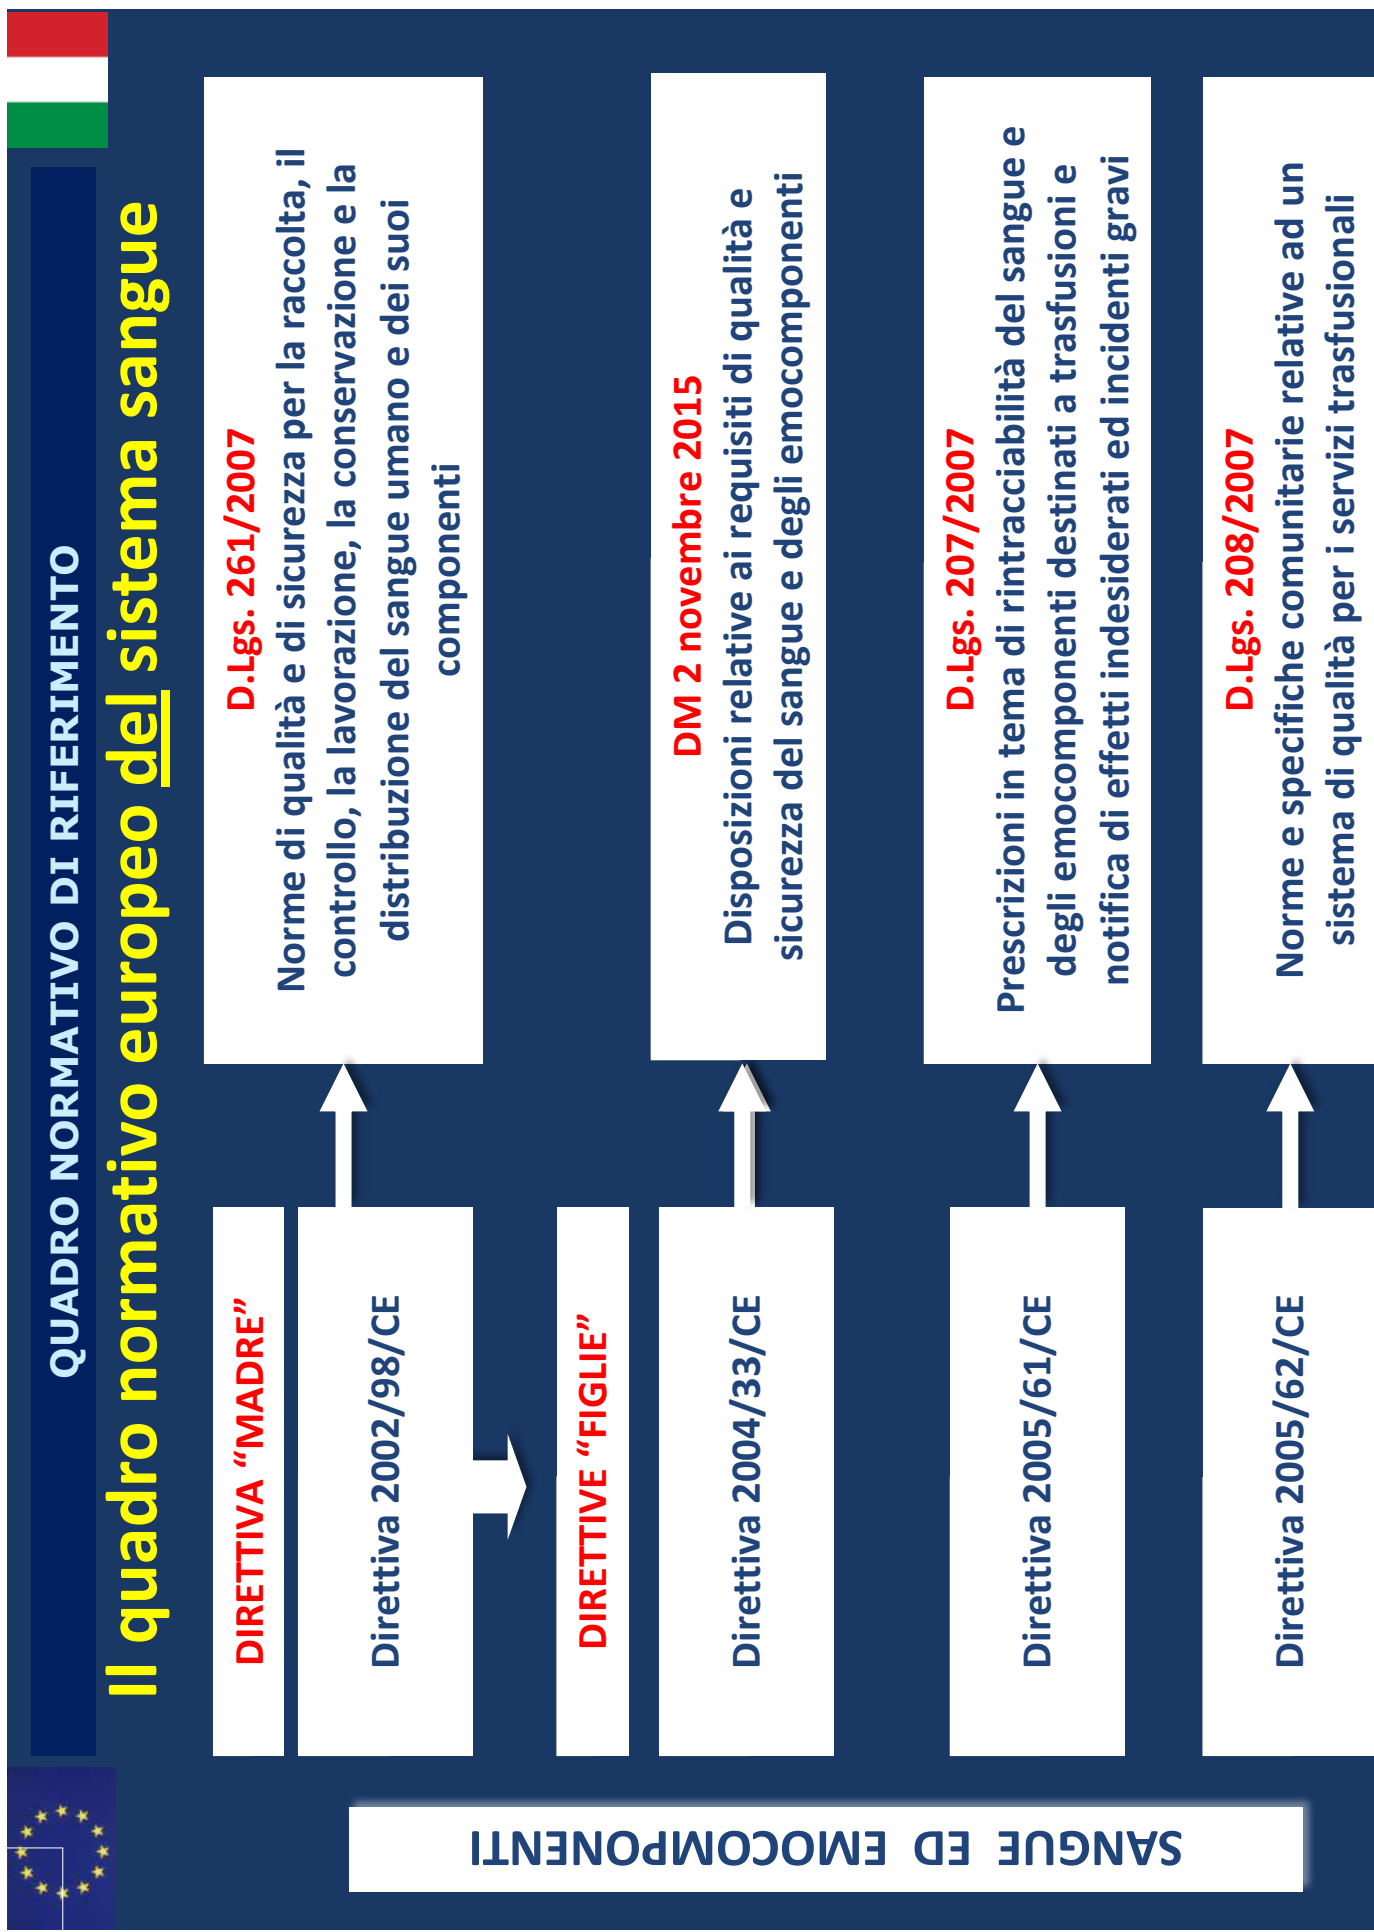 QUADRO NORMATIVO DI RIFERIMENTO
Il quadro normativo europeo del sistema sangue
SANGUE ED EMOCOMPONENTI
DIRETTIVA “MADRE”
Direttiva 2002/98/CE
D.Lgs. 261/2007
Norme di qualità e di sicurezza per la raccolta, il
controllo, la lavorazione, la conservazione e la
distribuzione del sangue umano e dei suoi
componenti
DIRETTIVE “FIGLIE”
Direttiva 2004/33/CE
DM 2 novembre 2015
Disposizioni relative ai requisiti di qualità e
sicurezza del sangue e degli emocomponenti
Direttiva 2005/61/CE
D.Lgs. 207/2007
Prescrizioni in tema di rintracciabilità del sangue e
degli emocomponenti destinati a trasfusioni e
notifica di effetti indesiderati ed incidenti gravi
Direttiva 2005/62/CE
D.Lgs. 208/2007
Norme e specifiche comunitarie relative ad un
sistema di qualità per i servizi trasfusionali